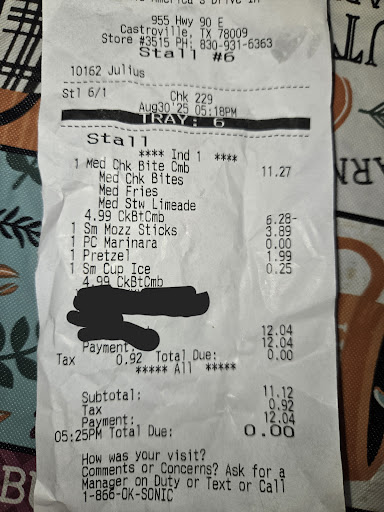 America's Drive In
955 Hwy 90 E
Castroville, TX 78009
Store #3515 PH: 830-931-6363
Stall #6
10162 Julius
Stl 6/1 Chk 229
Aug30'25 05:18PM
TRAY: 6
Stall
**** Ind 1 ****
1 Med Chk Bite Cmb 11.27
Med Chk Bites
Med Fries
Med Stw Limeade
4.99 CkBtCmb 6.28-
1 Sm Mozz Sticks 3.89
1 PC Marinara 0.00
1 Pretzel 1.99
1 Sm Cup Ice 0.25
4.99 CkBtCmb
12.04
Payment: 12.04
Tax 0.92 Total Due: 0.00
***** All *****
Subtotal: 11.12
Tax 0.92
Payment: 12.04
05:25PM Total Due: 0.00
How was your visit?
Comments or Concerns? Ask for a
Manager on Duty or Text or Call
1-866-OK-SONIC